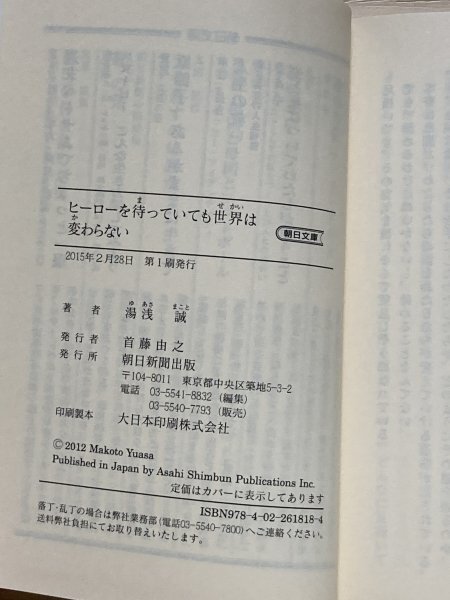 ヒーローを待っていても世界は
変わらない
朝日文庫
2015年2月28日　第1刷発行
著　者　湯浅　誠
発行者　首藤由之
発行所　朝日新聞出版
〒104-8011　東京都中央区築地5-3-2
電話　03-5541-8832（編集）
03-5540-7793（販売）
印刷製本　大日本印刷株式会社
©2012 Makoto Yuasa
Published in Japan by Asahi Shimbun Publications Inc.
定価はカバーに表示してあります
ISBN978-4-02-261818-4
落丁・乱丁の場合は弊社業務部（電話03-5540-7800）へご連絡ください。
送料弊社負担にてお取り替えいたします。